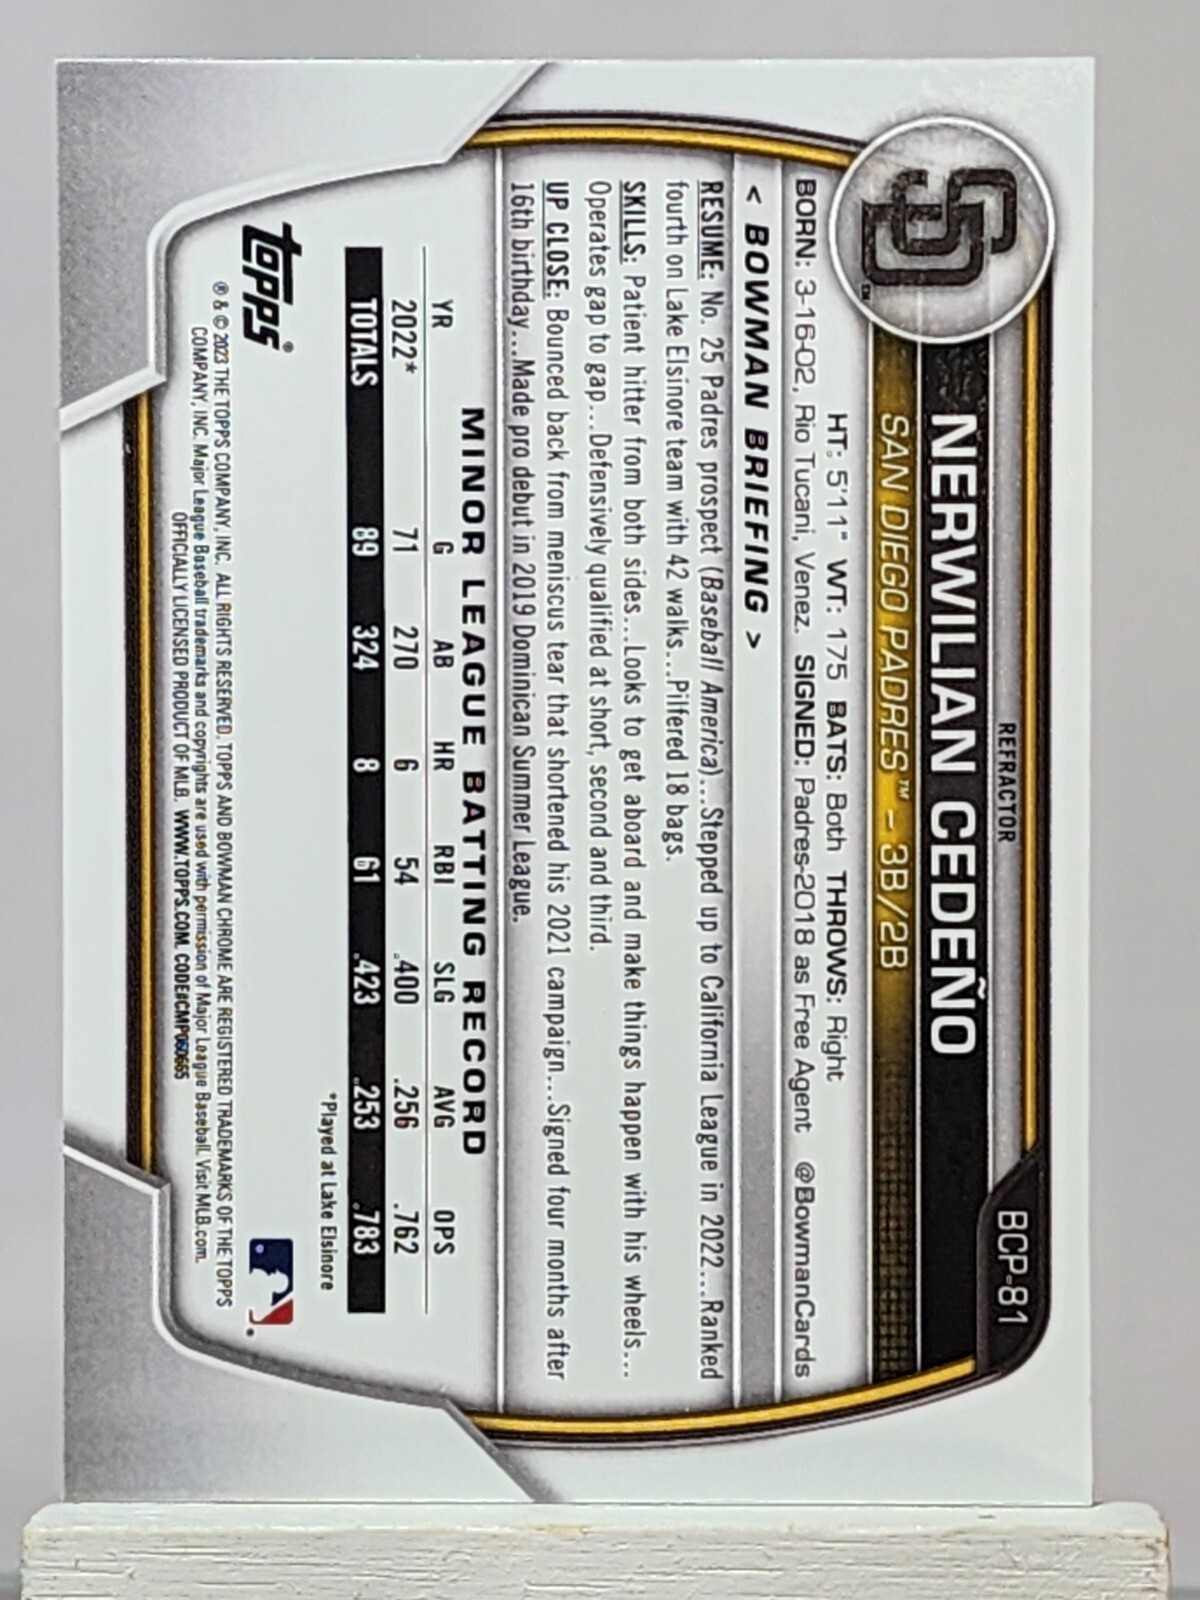 REFRACTOR
BCP-81
SD
NERWILIAN CEDEÑO
SAN DIEGO PADRES™ - 3B/2B
HT: 5'11" WT: 175 BATS: Both THROWS: Right
BORN: 3-16-02, Rio Tucani, Venez. SIGNED: Padres-2018 as Free Agent @BowmanCards
< BOWMAN BRIEFING >
RESUME: No. 25 Padres prospect (Baseball America)...Stepped up to California League in 2022...Ranked
fourth on Lake Elsinore team with 42 walks...Pilfered 18 bags.
SKILLS: Patient hitter from both sides...Looks to get aboard and make things happen with his wheels...
Operates gap to gap...Defensively qualified at short, second and third.
UP CLOSE: Bounced back from meniscus tear that shortened his 2021 campaign...Signed four months after
16th birthday...Made pro debut in 2019 Dominican Summer League.
MINOR LEAGUE BATTING RECORD
YR G AB HR RBI SLG AVG OPS
2022* 71 270 6 54 .400 .256 .762
TOTALS 89 324 8 61 .423 .253 .783
*Played at Lake Elsinore
topps®
® & © 2023 THE TOPPS COMPANY, INC. ALL RIGHTS RESERVED. TOPPS AND BOWMAN CHROME ARE REGISTERED TRADEMARKS OF THE TOPPS
COMPANY, INC. Major League Baseball trademarks and copyrights are used with permission of Major League Baseball. Visit MLB.com.
OFFICIALLY LICENSED PRODUCT OF MLB. WWW.TOPPS.COM. CODE#CMP060665